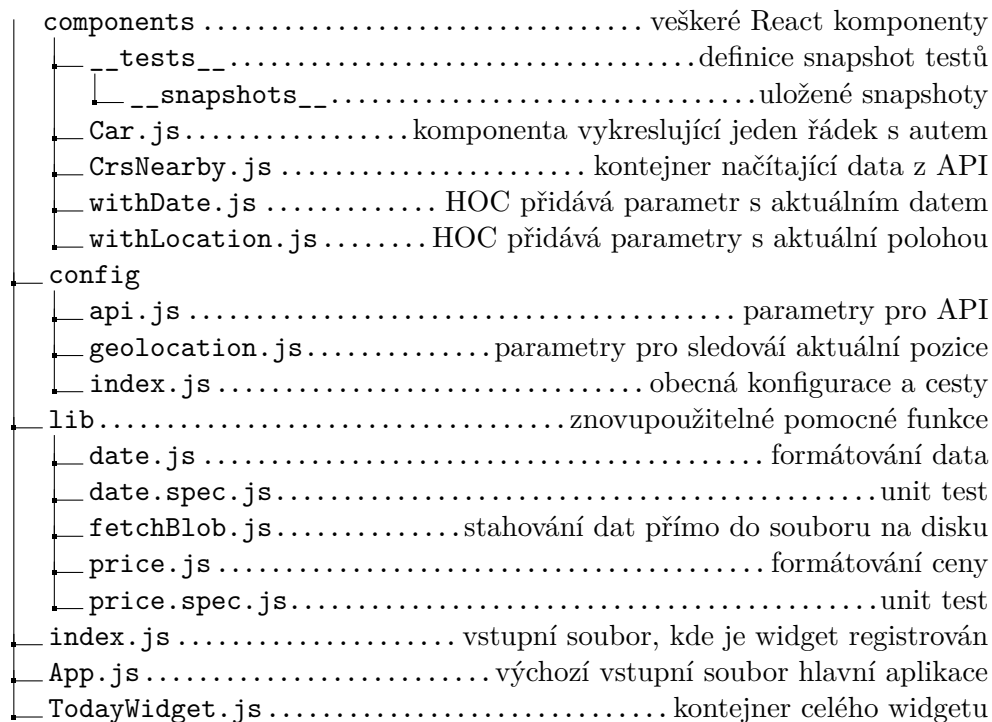 components ........................................ veškeré React komponenty
__tests__ ........................................ definice snapshot testů
__snapshots__ ........................................ uložené snapshoty
Car.js ................. komponenta vykreslující jeden řádek s autem
CrsNearby.js ........................ kontejner načítající data z API
withDate.js ............. HOC přidává parametr s aktuálním datem
withLocation.js ........ HOC přidává parametry s aktuální polohou
config
api.js ........................................ parametry pro API
geolocation.js .............. parametry pro sledováí aktuální pozice
index.js ................................ obecná konfigurace a cesty
lib ................................... znovupoužitelné pomocné funkce
date.js ........................................ formátování data
date.spec.js ........................................ unit test
fetchBlob.js .............. stahování dat přímo do souboru na disku
price.js ........................................ formátování ceny
price.spec.js ........................................ unit test
index.js ..................... vstupní soubor, kde je widget registrován
App.js .......................... výchozí vstupní soubor hlavní aplikace
TodayWidget.js .............................. kontejner celého widgetu